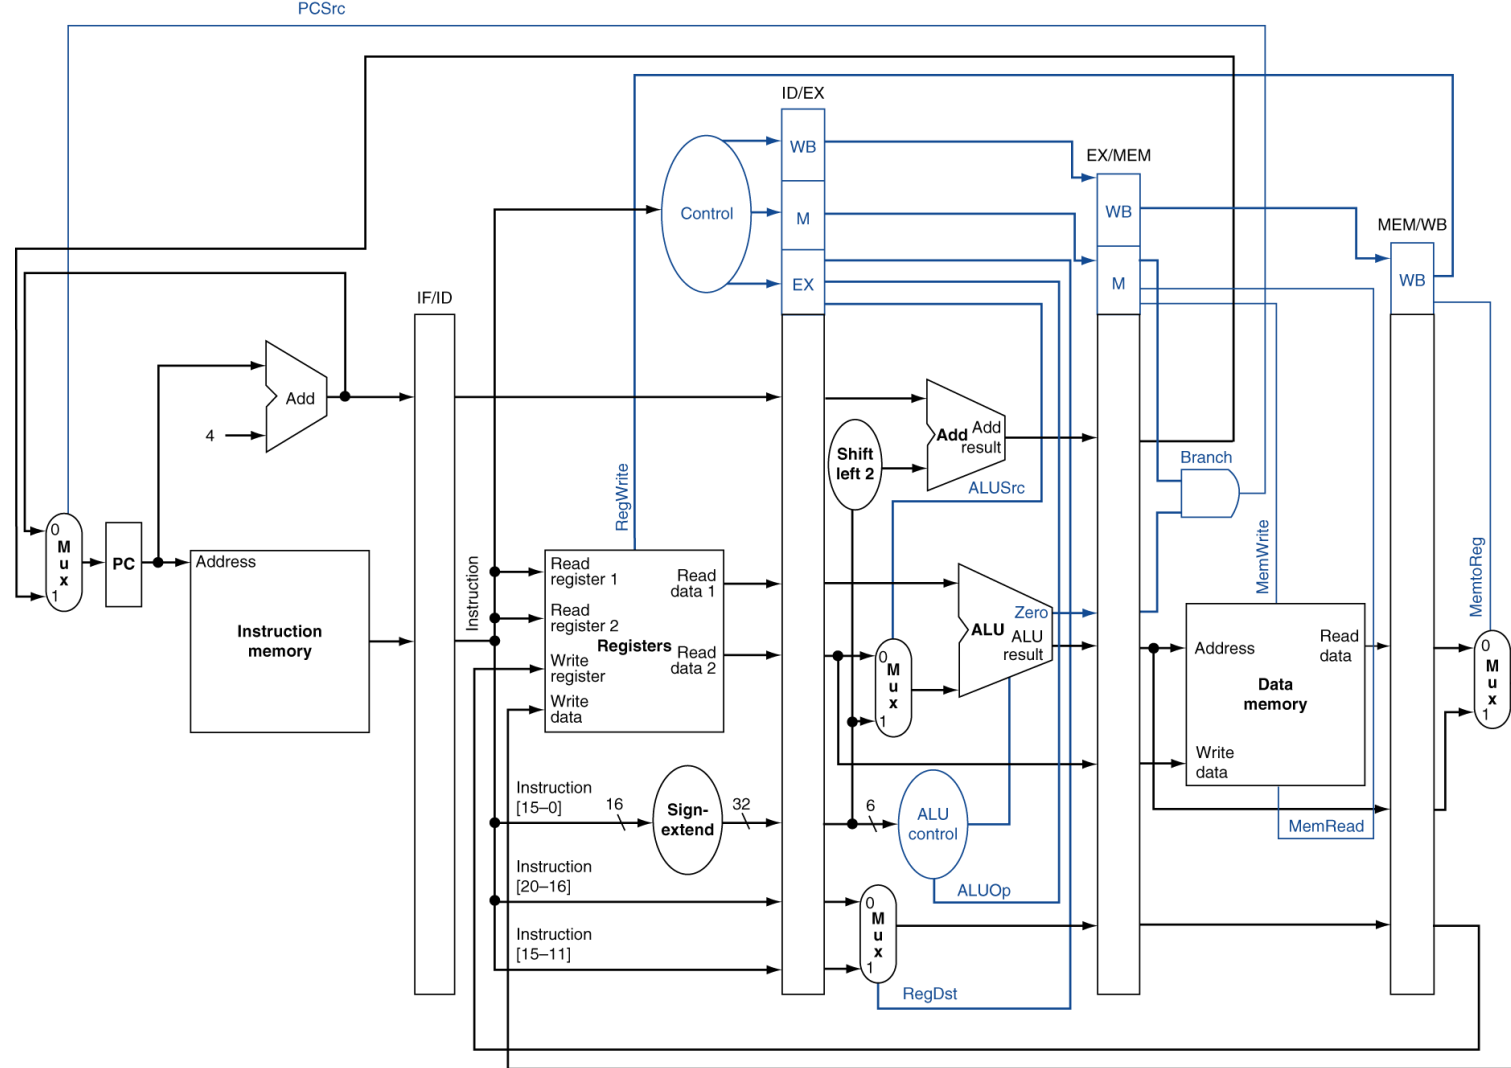 PCSrc
ID/EX
WB
EX/MEM
Control
M
WB
MEM/WB
EX
M
WB
IF/ID
Add
4
Add
Add
result
Shift
left 2
Branch
ALUSrc
RegWrite
MemWrite
MemtoReg
0
M
u
x
1
PC
Address
Instruction
memory
Instruction
Read
register 1
Read
register 2
Write
register
Write
data
Registers
Read
data 1
Read
data 2
Zero
ALU
ALU
result
0
M
u
x
1
Address
Read
data
Data
memory
Write
data
0
M
u
x
1
MemRead
Instruction
[15–0]
16
Sign-
extend
32
6
ALU
control
ALUOp
Instruction
[20–16]
Instruction
[15–11]
0
M
u
x
1
RegDst